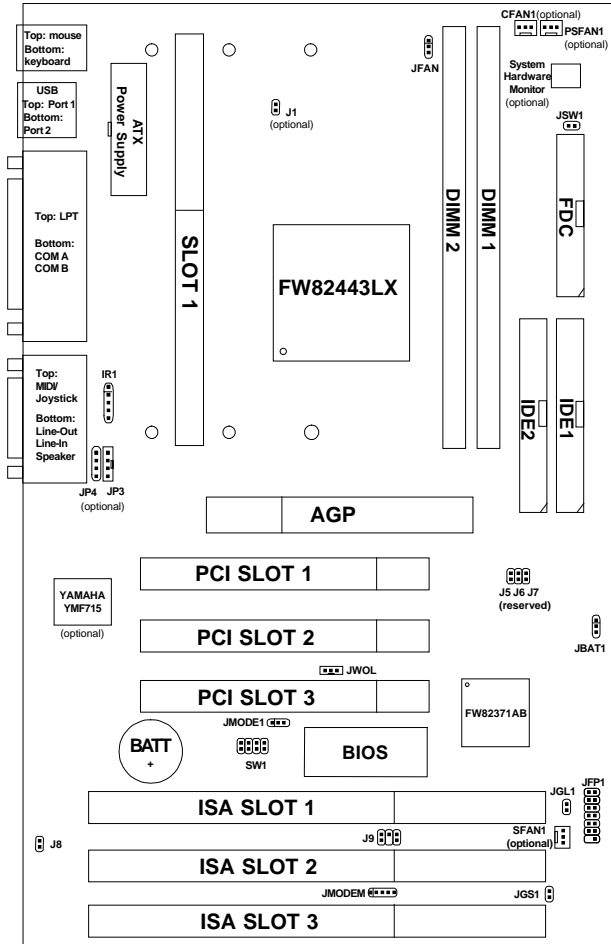 CFAN1(optional)
PSFAN1
(optional)
Top: mouse
Bottom:
keyboard
JFAN
System
Hardware
Monitor
(optional)
USB
Top: Port 1
Bottom:
Port 2
ATX
Power Supply
J1
(optional)
JSW1
Top: LPT
Bottom:
COM A
COM B
SLOT 1
FW82443LX
DIMM 2
DIMM 1
FDC
Top:
MIDI/
Joystick
Bottom:
Line-Out
Line-In
Speaker
IR1
IDE2
IDE1
JP4
JP3
(optional)
AGP
PCI SLOT 1
J5 J6 J7
(reserved)
YAMAHA
YMF715
(optional)
PCI SLOT 2
JBAT1
JWOL
PCI SLOT 3
FW82371AB
JMODE1
BATT
+
SW1
BIOS
JFP1
JGL1
ISA SLOT 1
SFAN1
(optional)
J8
J9
ISA SLOT 2
JMODEM
JGS1
ISA SLOT 3